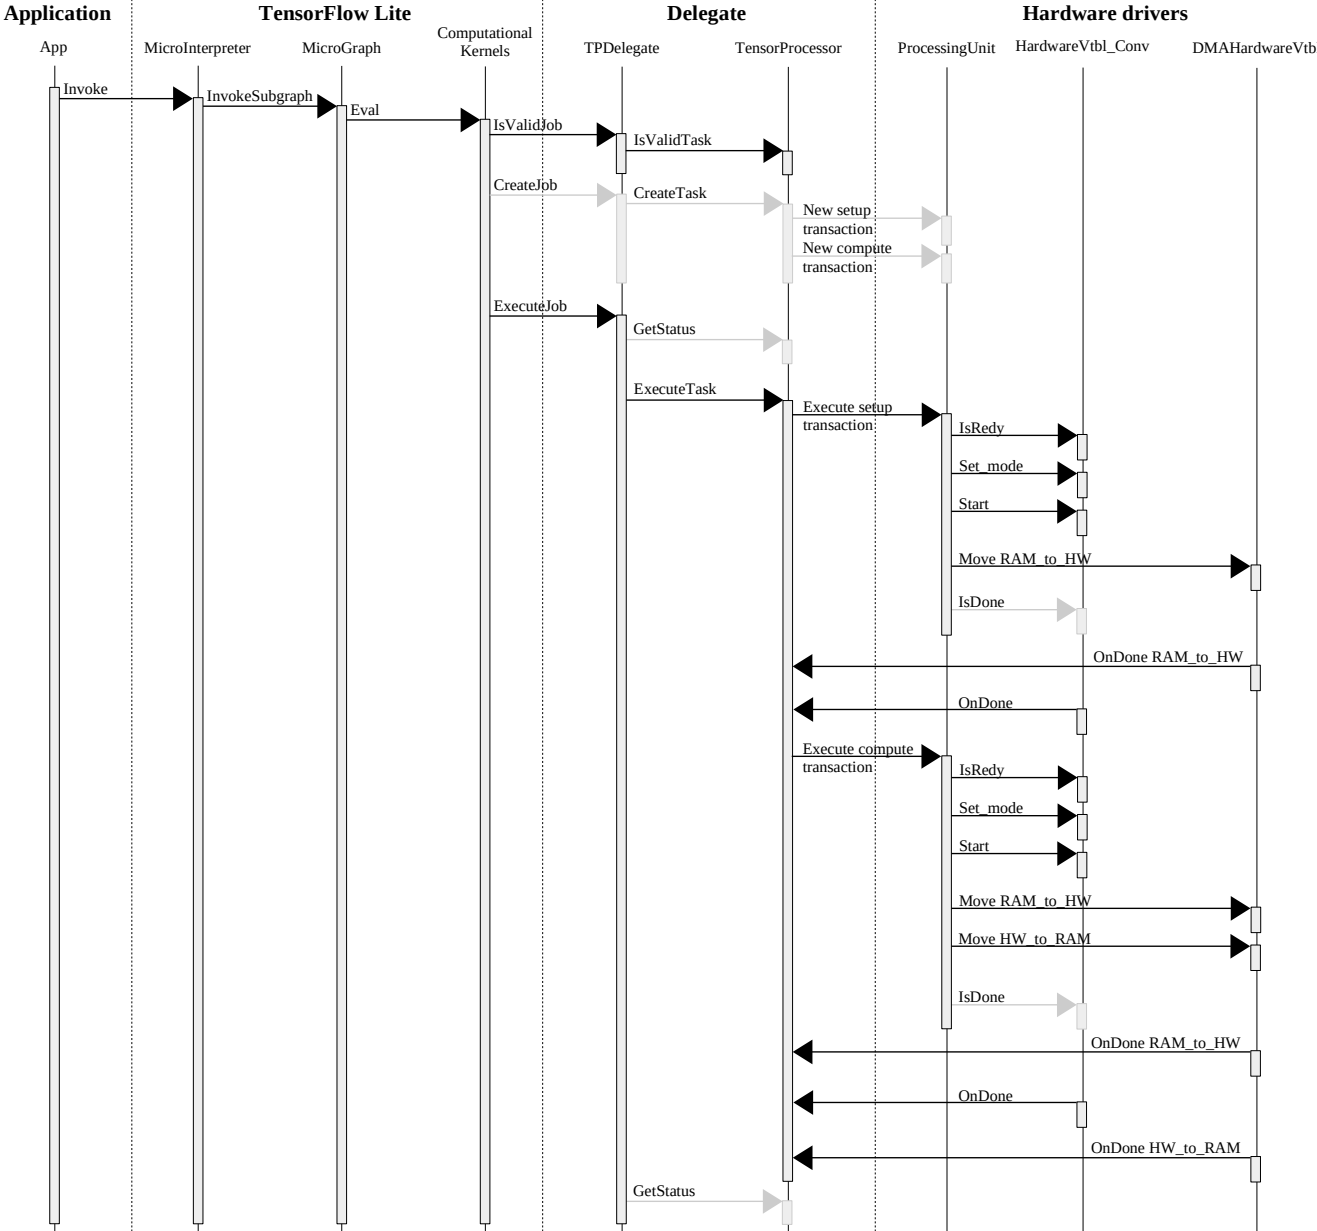 Application
TensorFlow Lite
Delegate
Hardware drivers
App
MicroInterpreter
MicroGraph
Computational
Kernels
TPDelegate
TensorProcessor
ProcessingUnit
HardwareVtbl_Conv
DMAHardwareVtb
Invoke
InvokeSubgraph
Eval
IsValidJob
IsValidTask
CreateJob
CreateTask
New setup
transaction
New compute
transaction
ExecuteJob
GetStatus
ExecuteTask
Execute setup
transaction
IsRedy
Set_mode
Start
Move RAM_to_HW
IsDone
OnDone RAM_to_HW
OnDone
Execute compute
transaction
IsRedy
Set_mode
Start
Move RAM_to_HW
Move HW_to_RAM
IsDone
OnDone RAM_to_HW
OnDone
OnDone HW_to_RAM
GetStatus